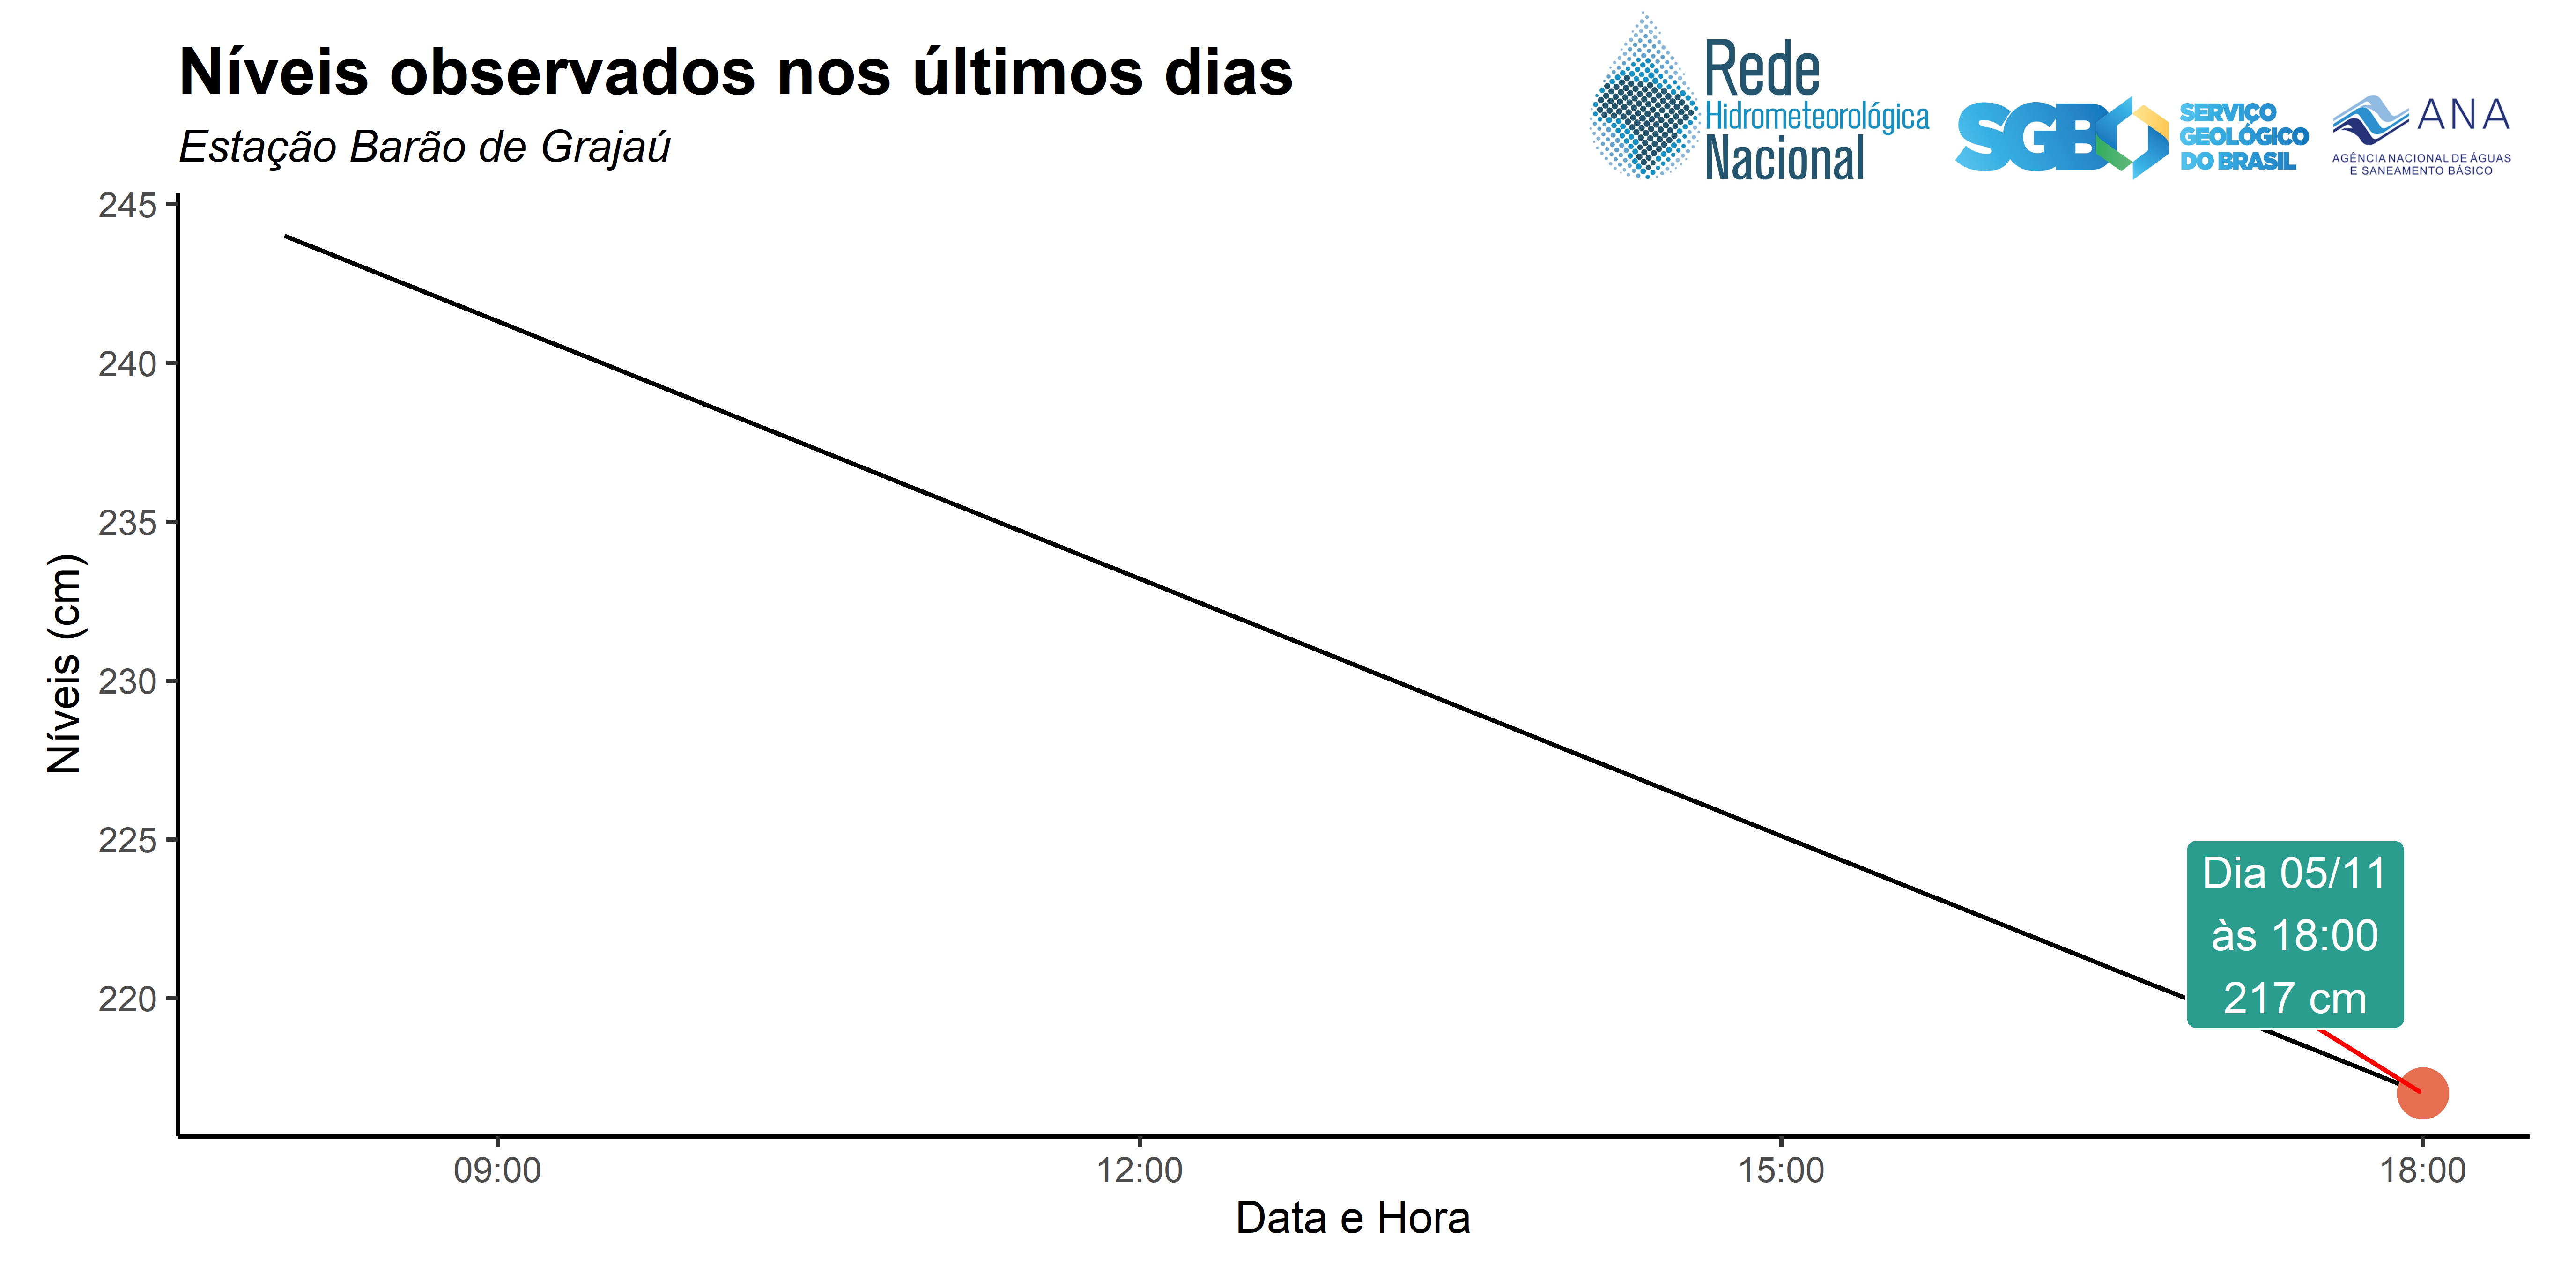 Níveis observados nos últimos dias
Estação Barão de Grajaú
Rede
Hidrometeorológica
Nacional
SGB
SERVIÇO
GEOLÓGICO
DO BRASIL
ANA
AGÊNCIA NACIONAL DE ÁGUAS
E SANEAMENTO BÁSICO
Níveis (cm)
245
240
235
230
225
220
Dia 05/11
às 18:00
217 cm
09:00
12:00
15:00
18:00
Data e Hora